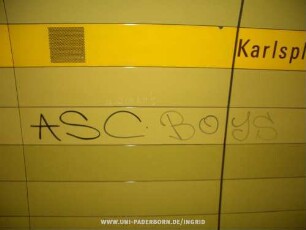 Karlspl
ASC. BOYS
WWW.UNI-PADERBORN.DE/INGRID